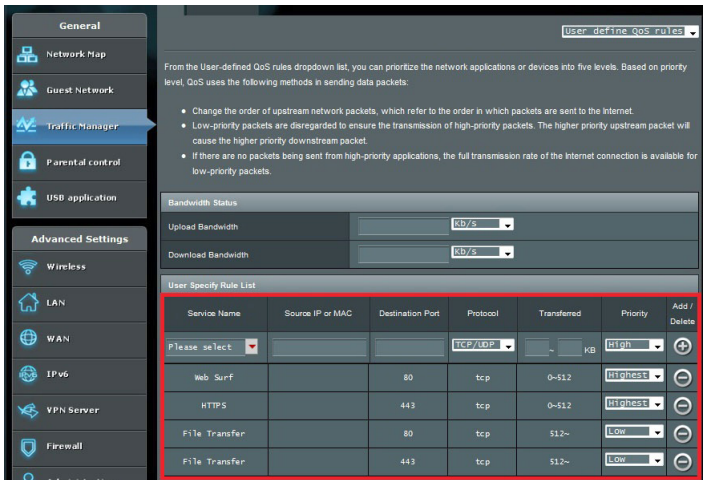 General
Network Map
Guest Network
Traffic Manager
Parental control
USB application
Advanced Settings
Wireless
LAN
WAN
IPv6
VPN Server
Firewall
User define QoS rules
From the User-defined QoS rules dropdown list, you can prioritize the network applications or devices into five levels. Based on priority
level, QoS uses the following methods in sending data packets:
Change the order of upstream network packets, which refer to the order in which packets are sent to the Internet.
Low-priority packets are disregarded to ensure the transmission of high-priority packets. The higher priority upstream packet will
cause the higher priority downstream packet.
If there are no packets being sent from high-priority applications, the full transmission rate of the Internet connection is available for
low-priority packets.
Bandwidth Status
Upload Bandwidth Kb/s
Download Bandwidth Kb/s
User Specify Rule List
Service Name Source IP or MAC Destination Port Protocol Transferred Priority Add / Delete
Please select TCP/UDP ~ KB High
Web Surf 80 tcp 0~512 Highest
HTTPS 443 tcp 0~512 Highest
File Transfer 80 tcp 512~ Low
File Transfer 443 tcp 512~ Low